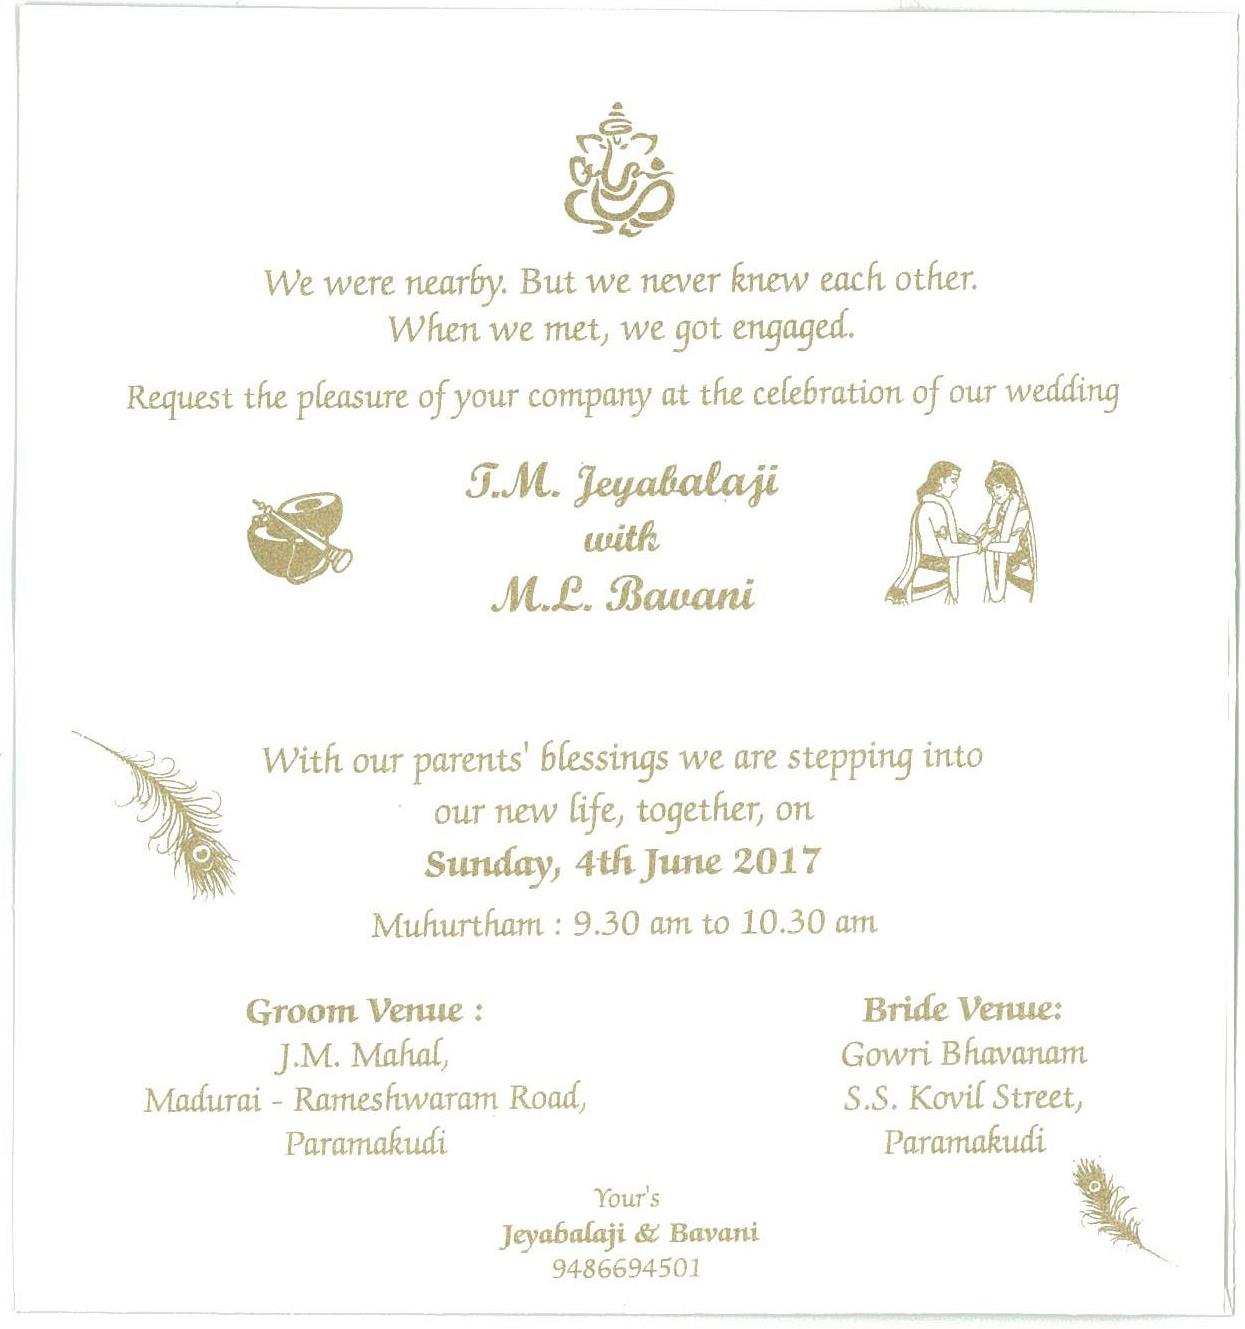 We were nearby. But we never knew each other.
When we met, we got engaged.
Request the pleasure of your company at the celebration of our wedding
T.M. Jeyabalaji
with
M.L. Bavani
With our parents' blessings we are stepping into
our new life, together, on
Sunday, 4th June 2017
Muhurtham : 9.30 am to 10.30 am
Groom Venue :
J.M. Mahal,
Madurai - Rameshwaram Road,
Paramakudi
Bride Venue:
Gowri Bhavanam
S.S. Kovil Street,
Paramakudi
Your's
Jeyabalaji & Bavani
9486694501